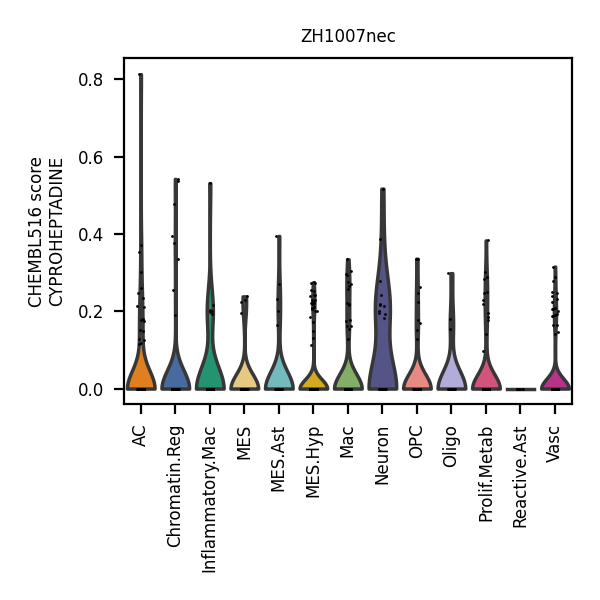 ZH1007nec
CHEMBL516 score
CYPROHEPTADINE
0.8
0.6
0.4
0.2
0.0
AC
Chromatin.Reg
Inflammatory.Mac
MES
MES.Ast
MES.Hyp
Mac
Neuron
OPC
Oligo
Prolif.Metab
Reactive.Ast
Vasc